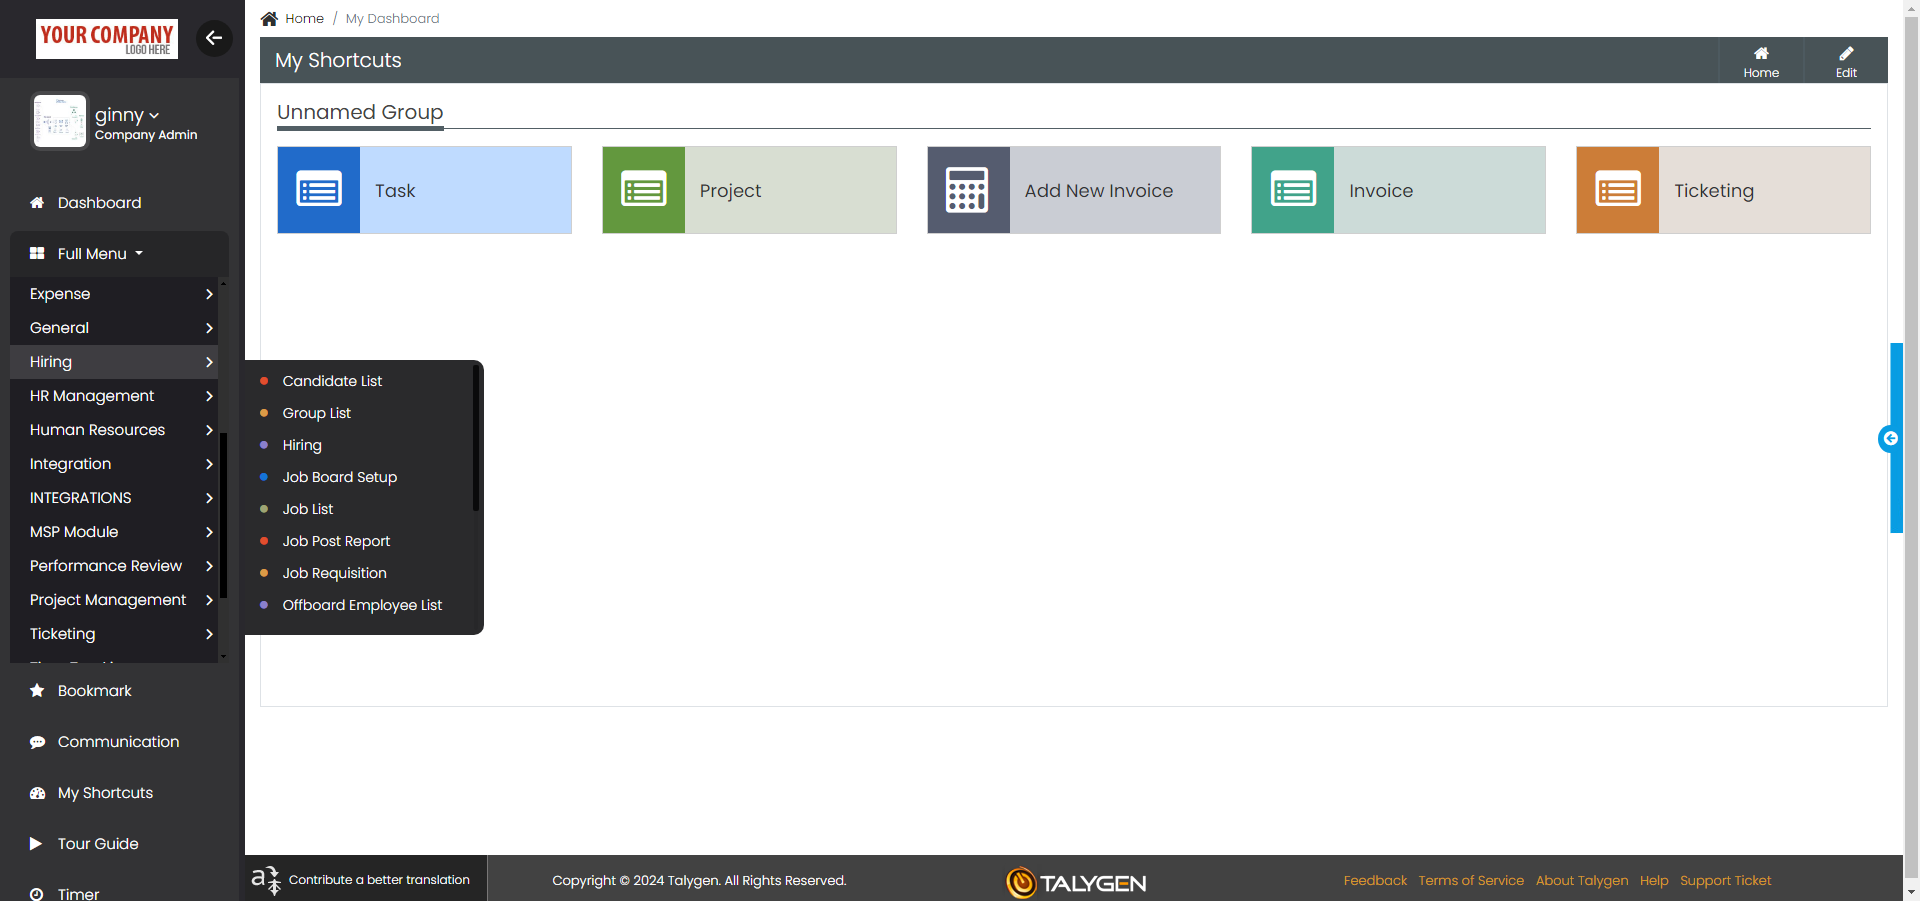 YOUR COMPANY
LOGO HERE
ginny
Company Admin
Dashboard
Full Menu
Expense
General
Hiring
HR Management
Human Resources
Integration
INTEGRATIONS
MSP Module
Performance Review
Project Management
Ticketing
Bookmark
Communication
My Shortcuts
Tour Guide
Timer
Candidate List
Group List
Hiring
Job Board Setup
Job List
Job Post Report
Job Requisition
Offboard Employee List
Home / My Dashboard
My Shortcuts
Home
Edit
Unnamed Group
Task
Project
Add New Invoice
Invoice
Ticketing
Contribute a better translation
Copyright © 2024 Talygen. All Rights Reserved.
TALYGEN
Feedback Terms of Service About Talygen Help Support Ticket